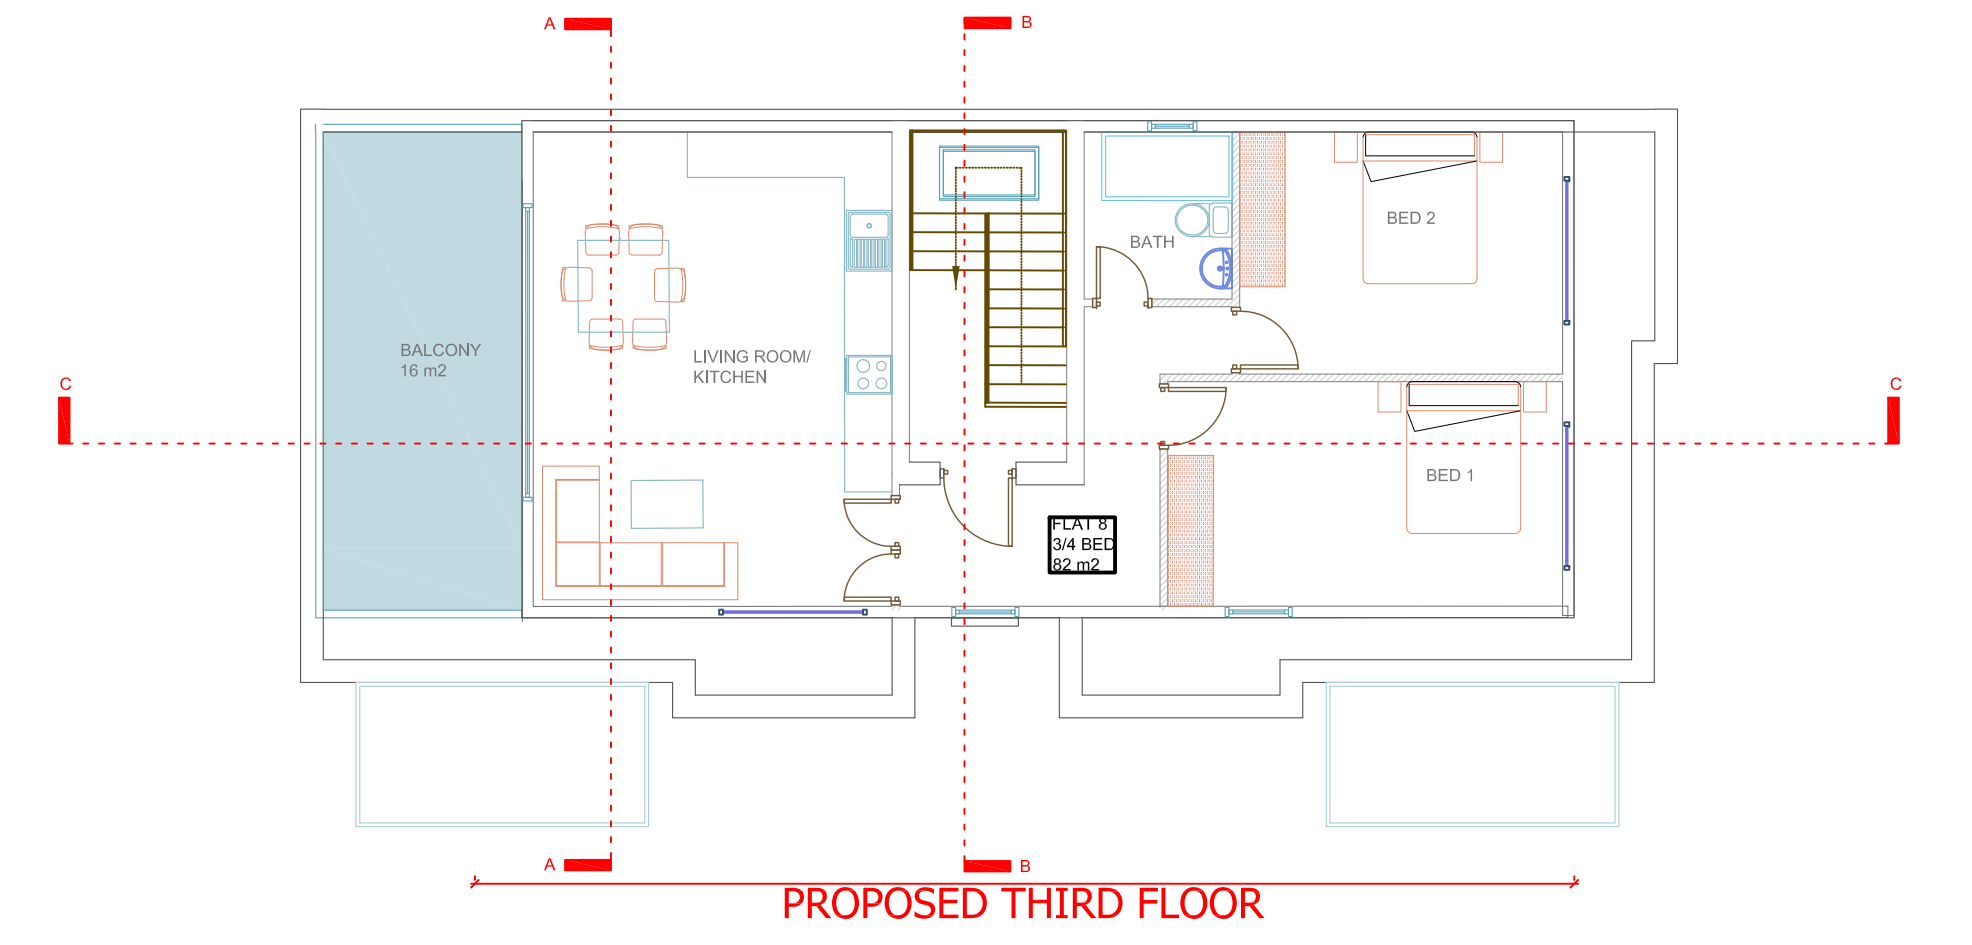 A
B
BED 2
BATH
BALCONY
16 m2
LIVING ROOM/
KITCHEN
C
C
BED 1
FLAT 8
3/4 BED
82 m2
A
B
PROPOSED THIRD FLOOR